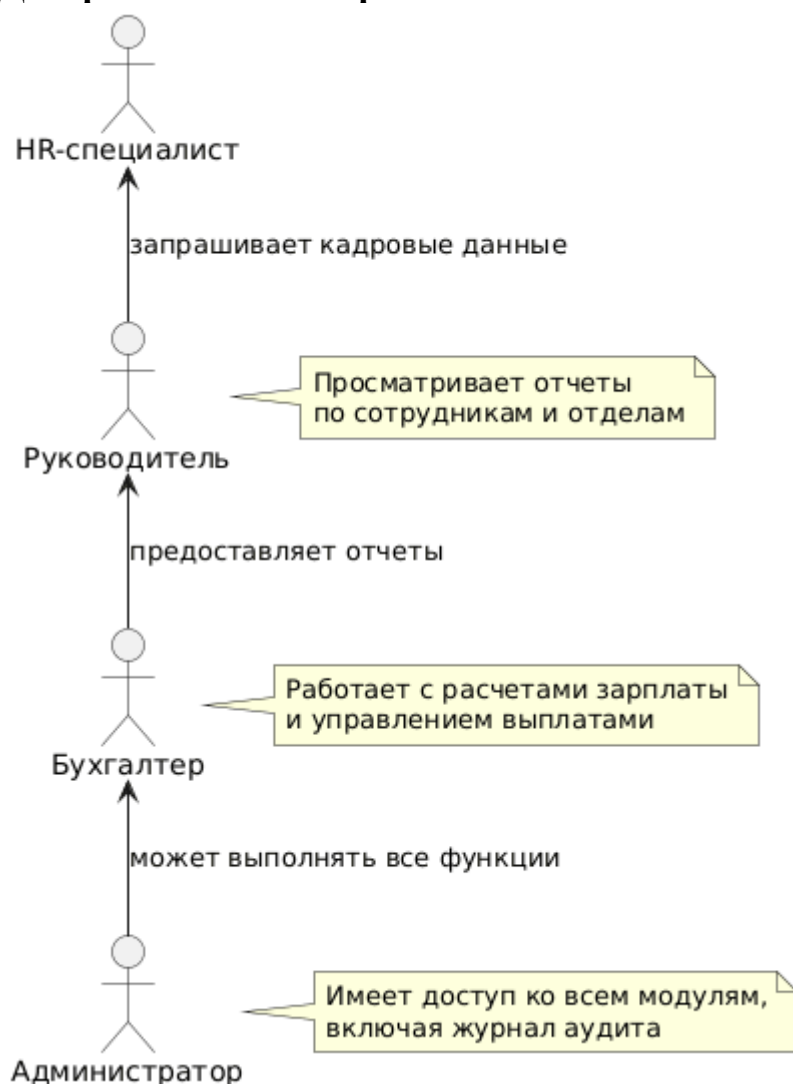 HR-специалист
запрашивает кадровые данные
Просматривает отчеты
по сотрудникам и отделам
Руководитель
предоставляет отчеты
Работает с расчетами зарплаты
и управлением выплатами
Бухгалтер
может выполнять все функции
Имеет доступ ко всем модулям,
включая журнал аудита
Администратор